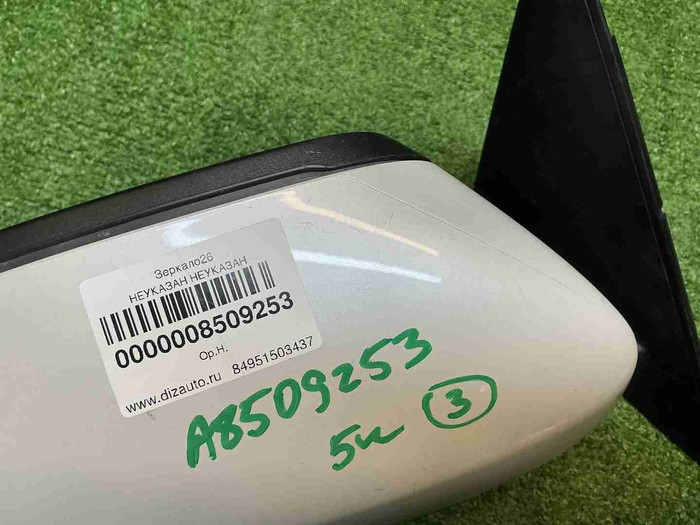 Зеркало26
НЕУКАЗАН НЕУКАЗАН
0000008509253
Ор.Н.
www.dizauto.ru 84951503437
A8509253
5к 3